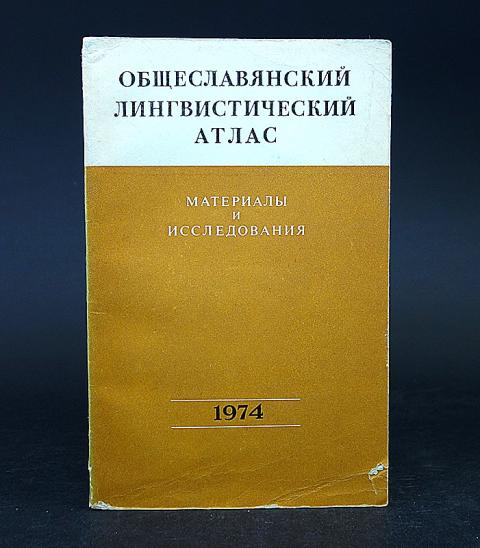 ОБЩЕСЛАВЯНСКИЙ
ЛИНГВИСТИЧЕСКИЙ
АТЛАС
МАТЕРИАЛЫ
И
ИССЛЕДОВАНИЯ
1974